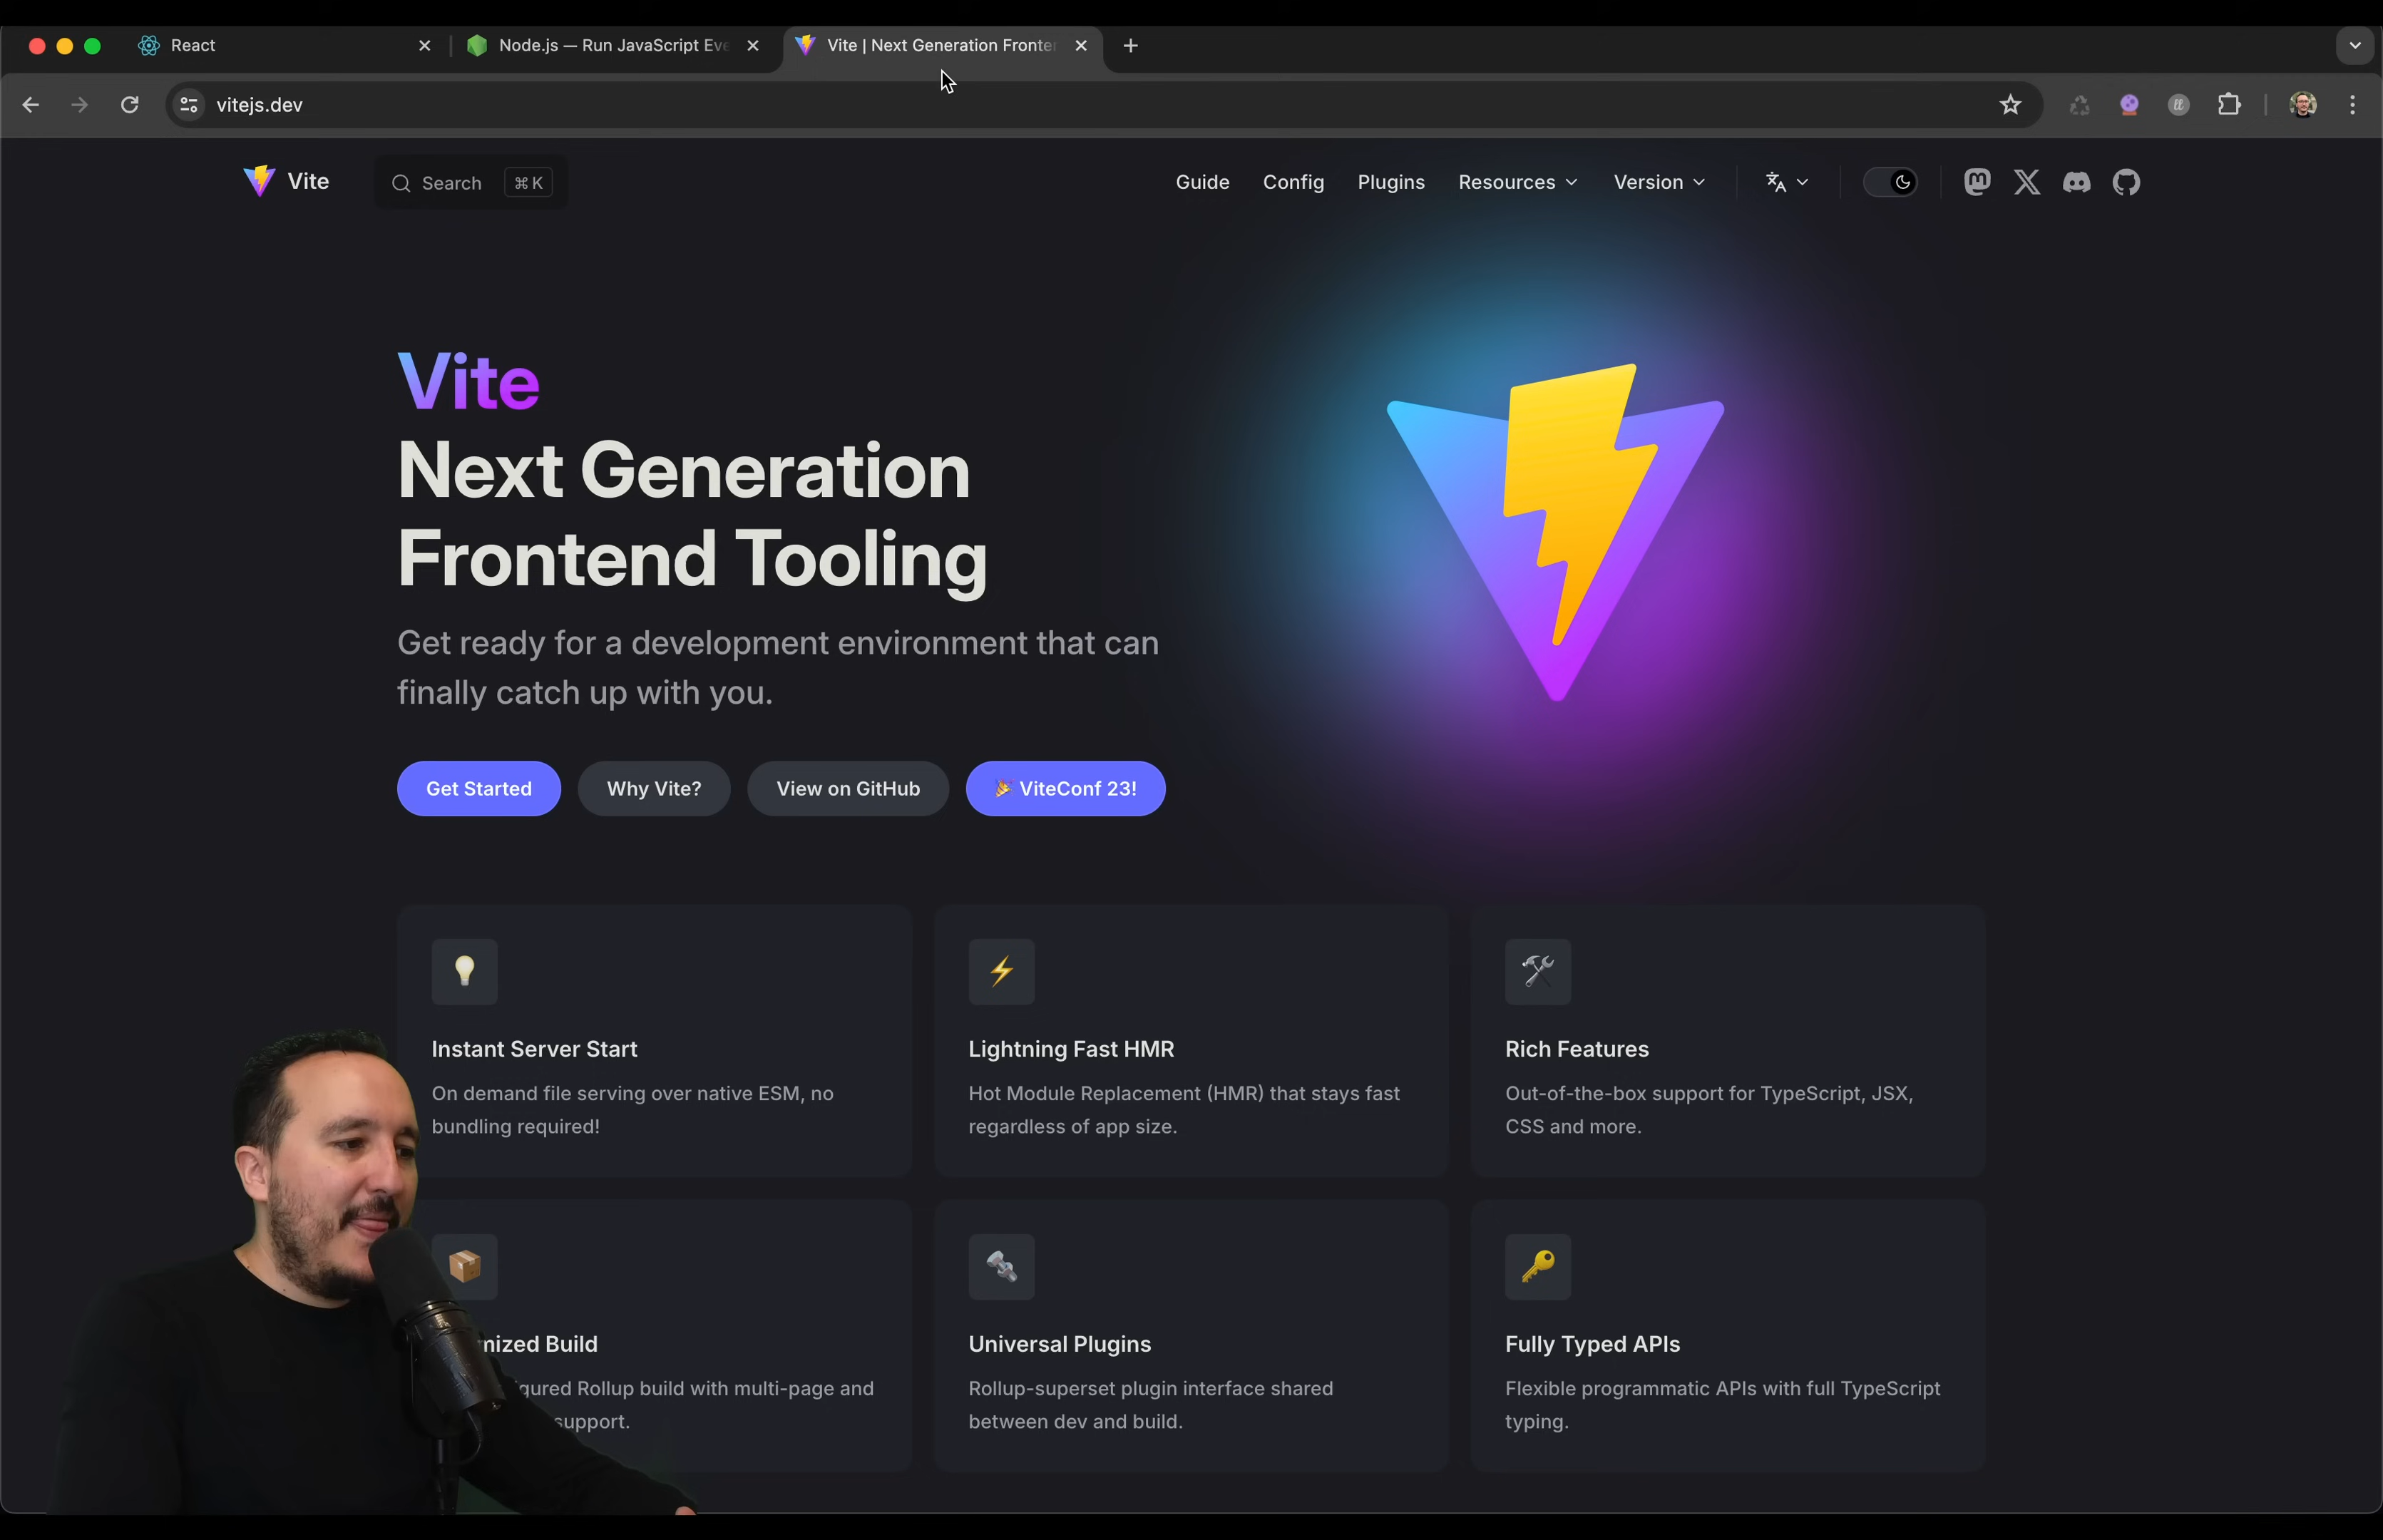 React
Node.js — Run JavaScript Eve
Vite | Next Generation Fronte
vitejs.dev
Vite
Search
⌘ K
Guide
Config
Plugins
Resources
Version
Vite
Next Generation
Frontend Tooling
Get ready for a development environment that can
finally catch up with you.
Get Started
Why Vite?
View on GitHub
🎉 ViteConf 23!
Instant Server Start
On demand file serving over native ESM, no
bundling required!
Lightning Fast HMR
Hot Module Replacement (HMR) that stays fast
regardless of app size.
Rich Features
Out-of-the-box support for TypeScript, JSX,
CSS and more.
Build
Rollup build with multi-page and
support.
Universal Plugins
Rollup-superset plugin interface shared
between dev and build.
Fully Typed APIs
Flexible programmatic APIs with full TypeScript
typing.